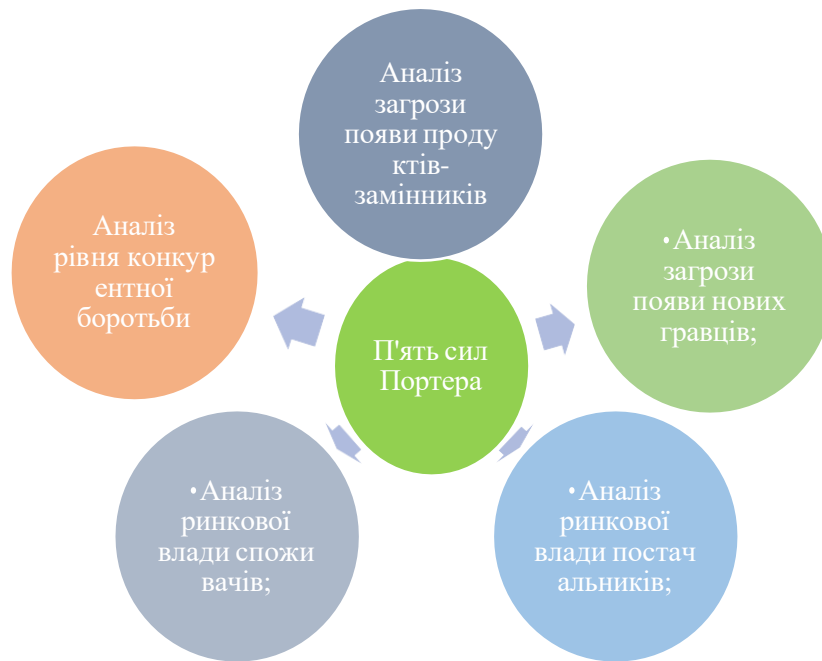 Аналіз
загрози
появи проду
ктів-
замінників
Аналіз
рівня конкур
ентної
боротьби
•Аналіз
загрози
появи нових
гравців;
П'ять сил
Портера
•Аналіз
ринкової
влади спожи
вачів;
•Аналіз
ринкової
влади постач
альників;